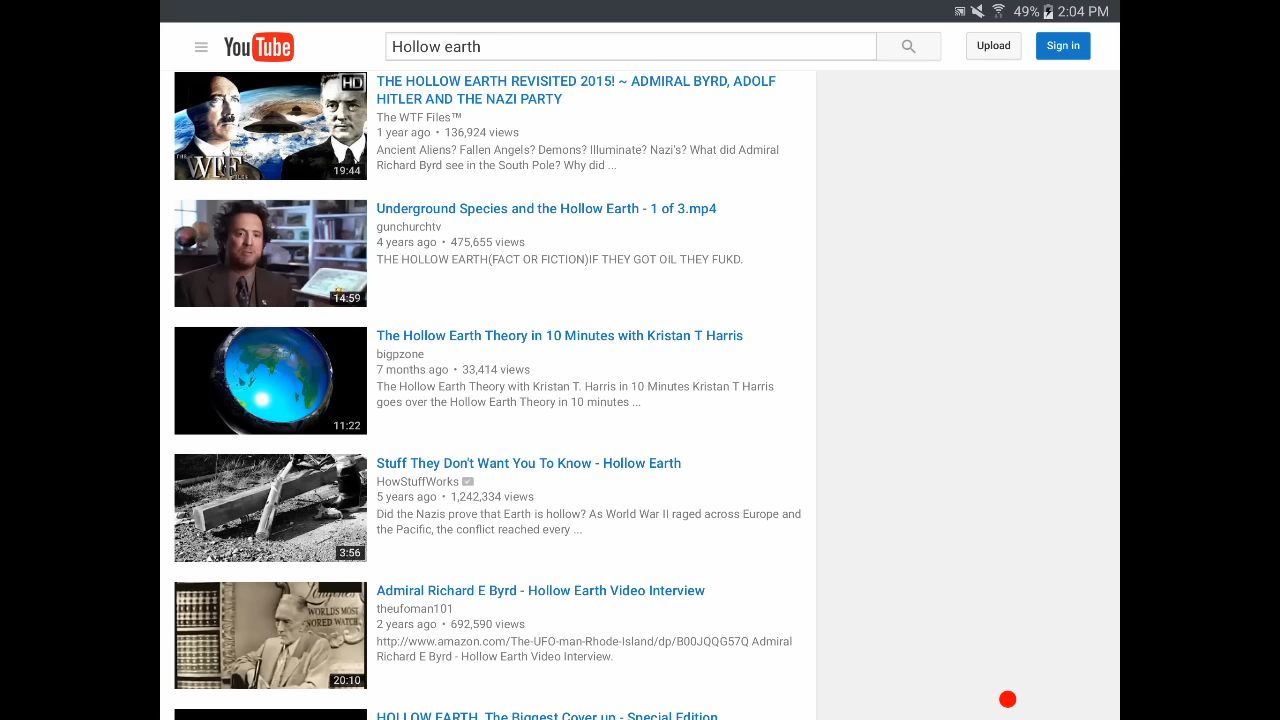 49% 2:04 PM
YouTube
Hollow earth
Upload
Sign in
HD
THE WTF FILES
19:44
THE HOLLOW EARTH REVISITED 2015! ~ ADMIRAL BYRD, ADOLF
HITLER AND THE NAZI PARTY
The WTF Files™
1 year ago • 136,924 views
Ancient Aliens? Fallen Angels? Demons? Illuminate? Nazi's? What did Admiral
Richard Byrd see in the South Pole? Why did ...
14:59
Underground Species and the Hollow Earth - 1 of 3.mp4
gunchurchtv
4 years ago • 475,655 views
THE HOLLOW EARTH(FACT OR FICTION)IF THEY GOT OIL THEY FUKD.
11:22
The Hollow Earth Theory in 10 Minutes with Kristan T Harris
bigpzone
7 months ago • 33,414 views
The Hollow Earth Theory with Kristan T. Harris in 10 Minutes Kristan T Harris
goes over the Hollow Earth Theory in 10 minutes ...
3:56
Stuff They Don't Want You To Know - Hollow Earth
HowStuffWorks
5 years ago • 1,242,334 views
Did the Nazis prove that Earth is hollow? As World War II raged across Europe and
the Pacific, the conflict reached every ...
WORLD'S MOST
20:10
Admiral Richard E Byrd - Hollow Earth Video Interview
theufoman101
2 years ago • 692,590 views
http://www.amazon.com/The-UFO-man-Rhode-Island/dp/B00JQQG57Q Admiral
Richard E Byrd - Hollow Earth Video Interview.
HOLLOW EARTH, The Biggest Cover up - Special Edition